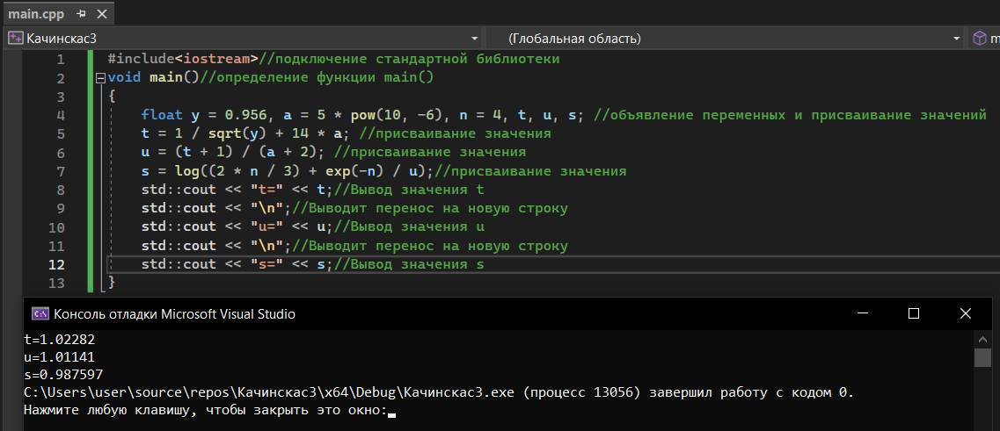 main.cpp
Качинскас3 (Глобальная область) m
1 #include<iostream>//подключение стандартной библиотеки
2 void main()//определение функции main()
3 {
4 float y = 0.956, a = 5 * pow(10, -6), n = 4, t, u, s; //объявление переменных и присваивание значений
5 t = 1 / sqrt(y) + 14 * a; //присваивание значения
6 u = (t + 1) / (a + 2); //присваивание значения
7 s = log((2 * n / 3) + exp(-n) / u);//присваивание значения
8 std::cout << "t=" << t;//Вывод значения t
9 std::cout << "\n";//Выводит перенос на новую строку
10 std::cout << "u=" << u;//Вывод значения u
11 std::cout << "\n";//Выводит перенос на новую строку
12 std::cout << "s=" << s;//Вывод значения s
13 }
C:\ Консоль отладки Microsoft Visual Studio
t=1.02282
u=1.01141
s=0.987597
C:\Users\user\source\repos\Качинскас3\x64\Debug\Качинскас3.exe (процесс 13056) завершил работу с кодом 0.
Нажмите любую клавишу, чтобы закрыть это окно: